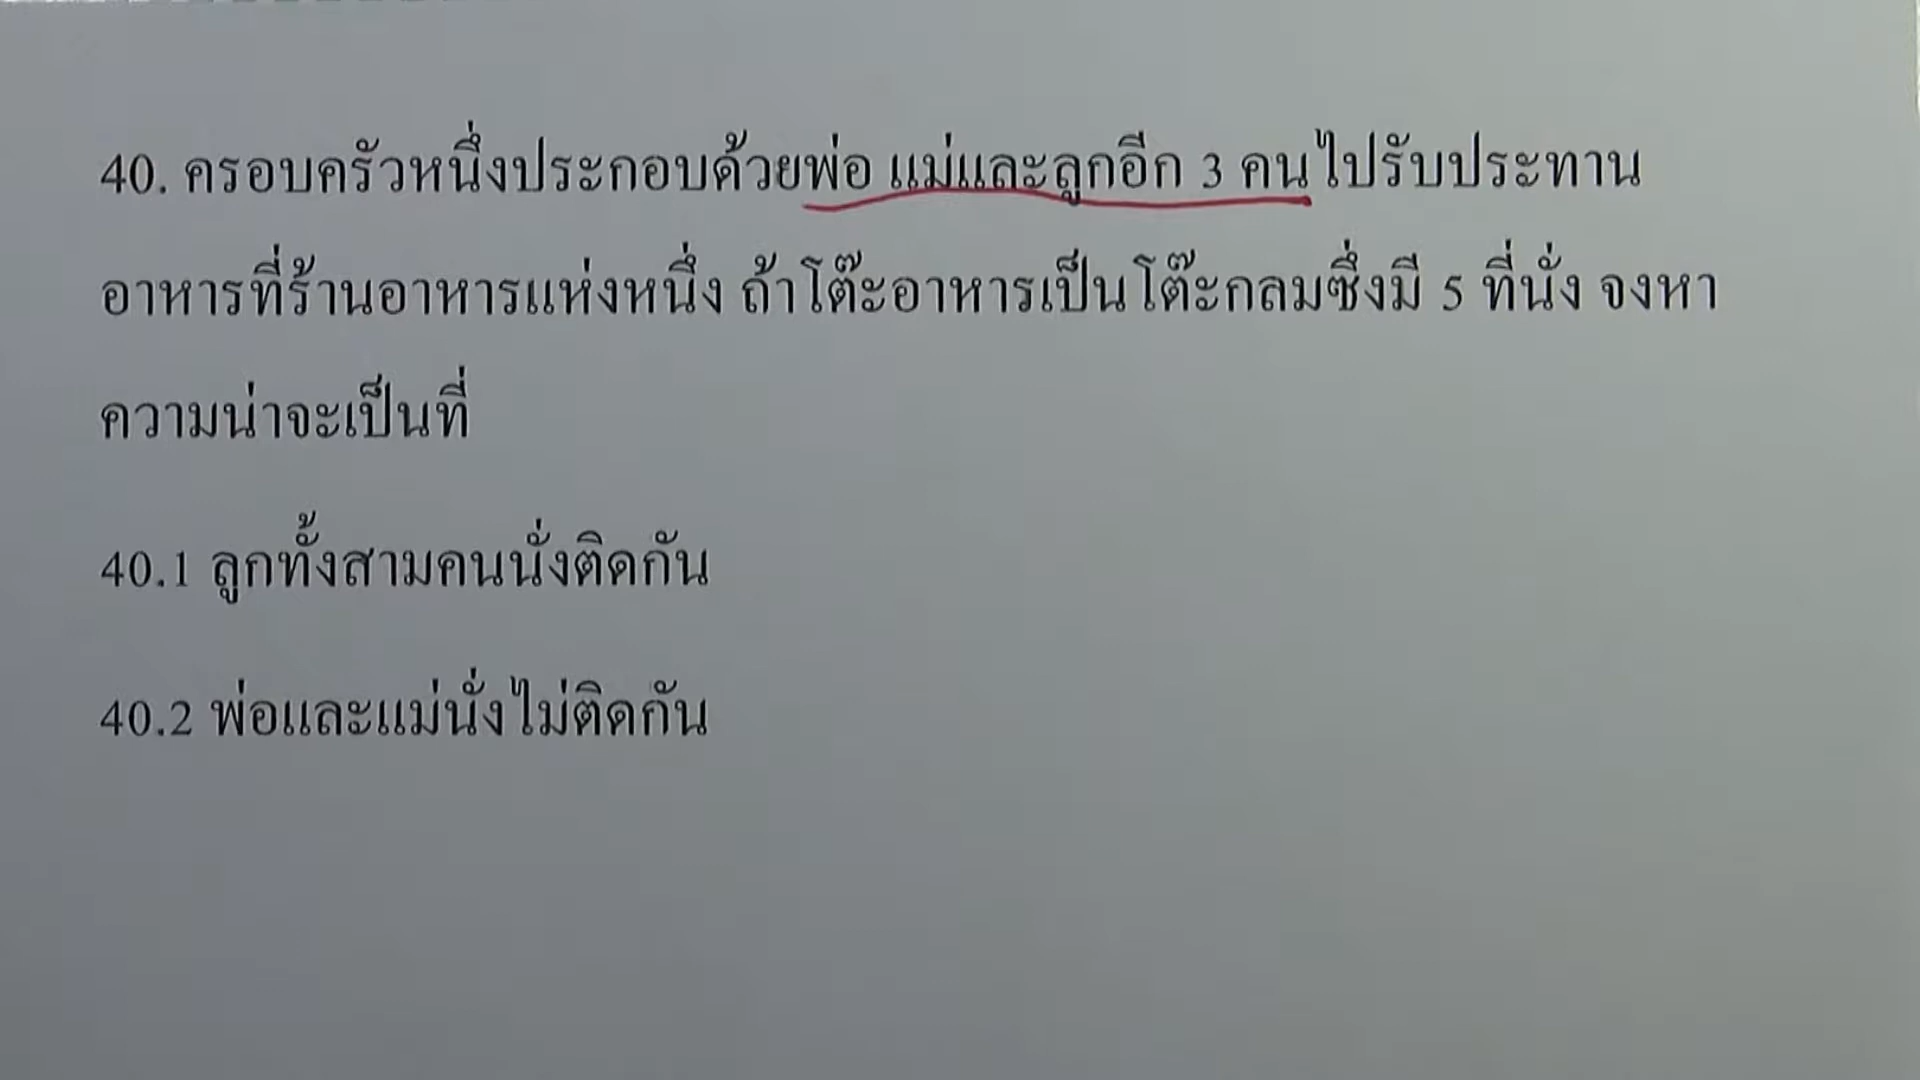 40. ครอบครัวหนึ่งประกอบด้วยพ่อ แม่และลูกอีก 3 คนไปรับประทาน
อาหารที่ร้านอาหารแห่งหนึ่ง ถ้าโต๊ะอาหารเป็นโต๊ะกลมซึ่งมี 5 ที่นั่ง จงหา
ความน่าจะเป็นที่
40.1 ลูกทั้งสามคนนั่งติดกัน
40.2 พ่อและแม่นั่งไม่ติดกัน